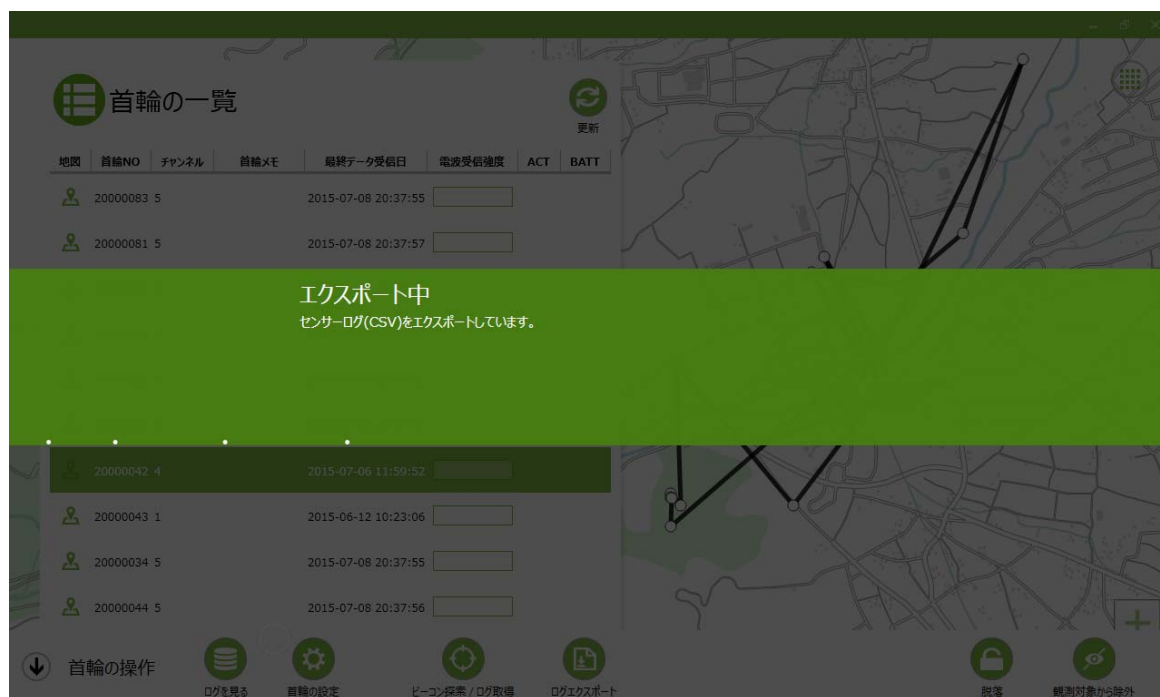 首輪の一覧
更新
地図 首輪NO チャンネル 首輪メモ 最終データ受信日 電波受信強度 ACT BATT
20000083 5 2015-07-08 20:37:55
20000081 5 2015-07-08 20:37:57
エクスポート中
センサーログ(CSV)をエクスポートしています。
20000042 4 2015-07-06 11:59:52
20000043 1 2015-06-12 10:23:06
20000034 5 2015-07-08 20:37:55
20000044 5 2015-07-08 20:37:56
首輪の操作
ログを見る 首輪の設定 ビーコン探索 / ログ取得 ログエクスポート 脱落 観測対象から除外